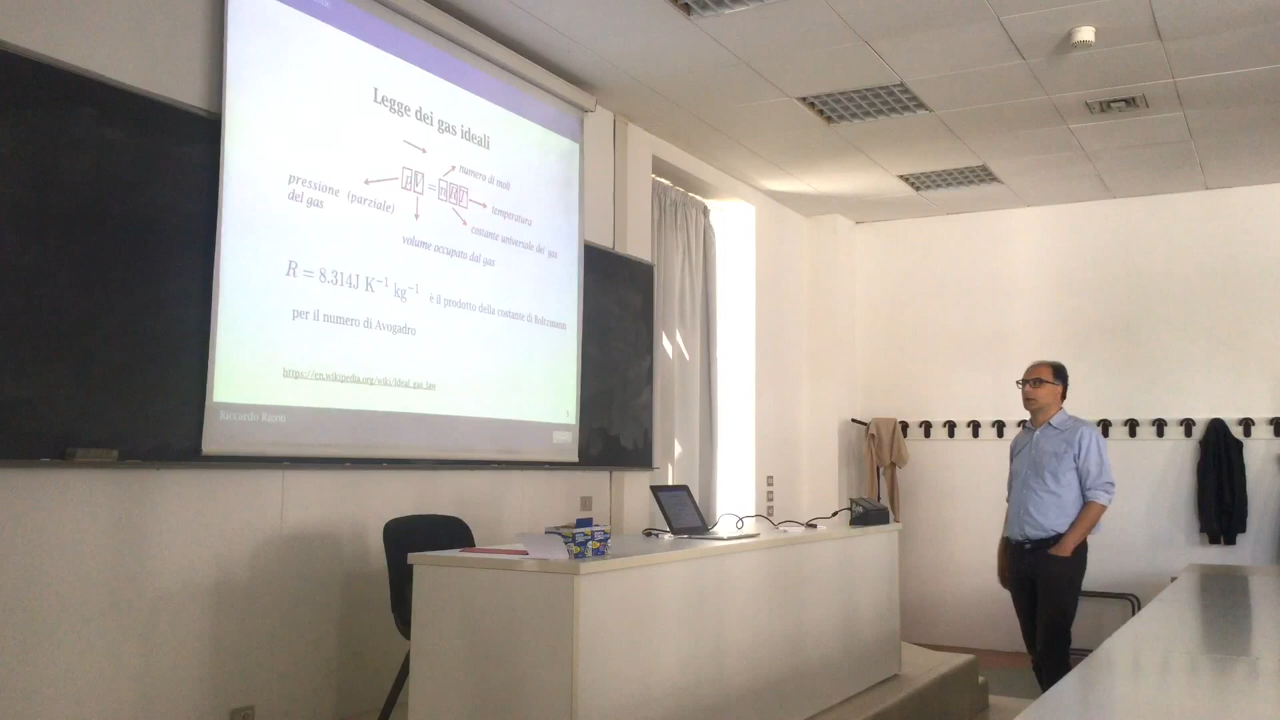 Legge dei gas ideali
numero di moli
pV = nRT
pressione (parziale)
del gas
temperatura
costante universale dei gas
volume occupato dal gas
R = 8.314J K⁻¹ kg⁻¹ è il prodotto della costante di Boltzmann
per il numero di Avogadro
https://en.wikipedia.org/wiki/Ideal_gas_law
Riccardo Rigon